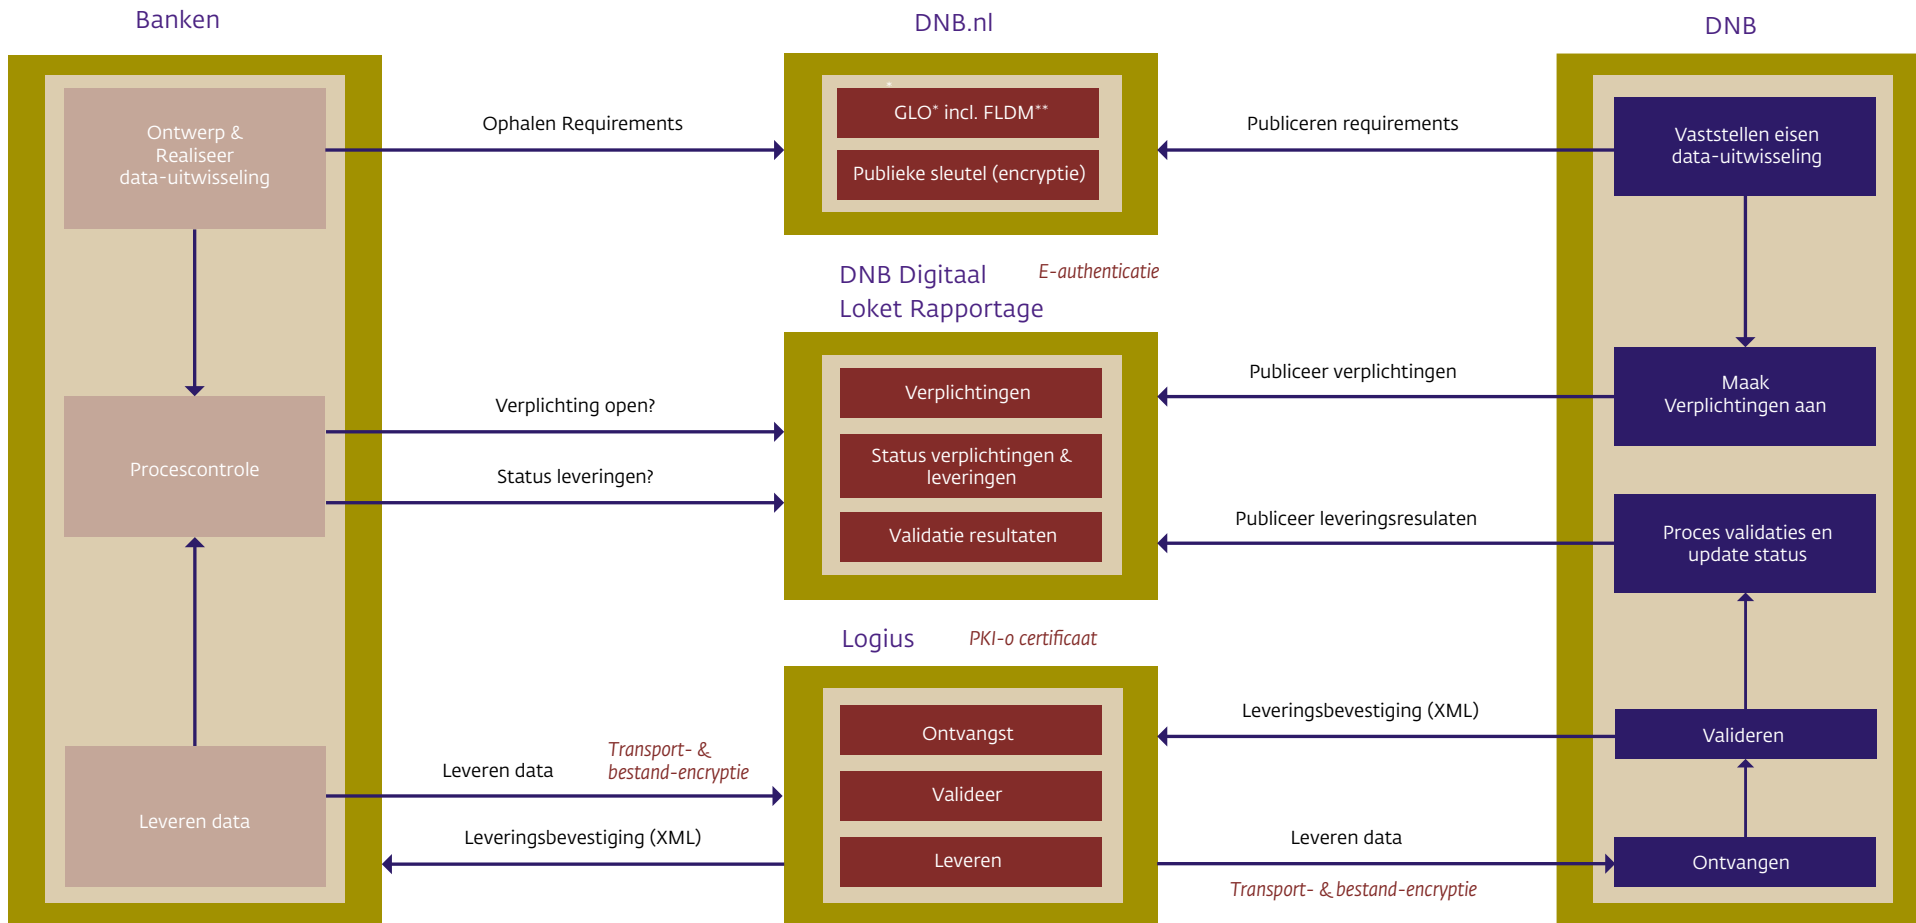 Banken
DNB.nl
DNB
Ontwerp &
Realiseer
data-uitwisseling
Ophalen Requirements
GLO* incl. FLDM**
Publieke sleutel (encryptie)
Publiceren requirements
Vaststellen eisen
data-uitwisseling
DNB Digitaal
Loket Rapportage
E-authenticatie
Procescontrole
Verplichting open?
Status leveringen?
Verplichtingen
Status verplichtingen &
leveringen
Validatie resultaten
Publiceer verplichtingen
Publiceer leveringsresulaten
Maak
Verplichtingen aan
Proces validaties en
update status
Logius
PKI-o certificaat
Leveren data
Leveren data
Transport- &
bestand-encryptie
Leveringsbevestiging (XML)
Ontvangst
Valideer
Leveren
Leveringsbevestiging (XML)
Leveren data
Transport- & bestand-encryptie
Valideren
Ontvangen